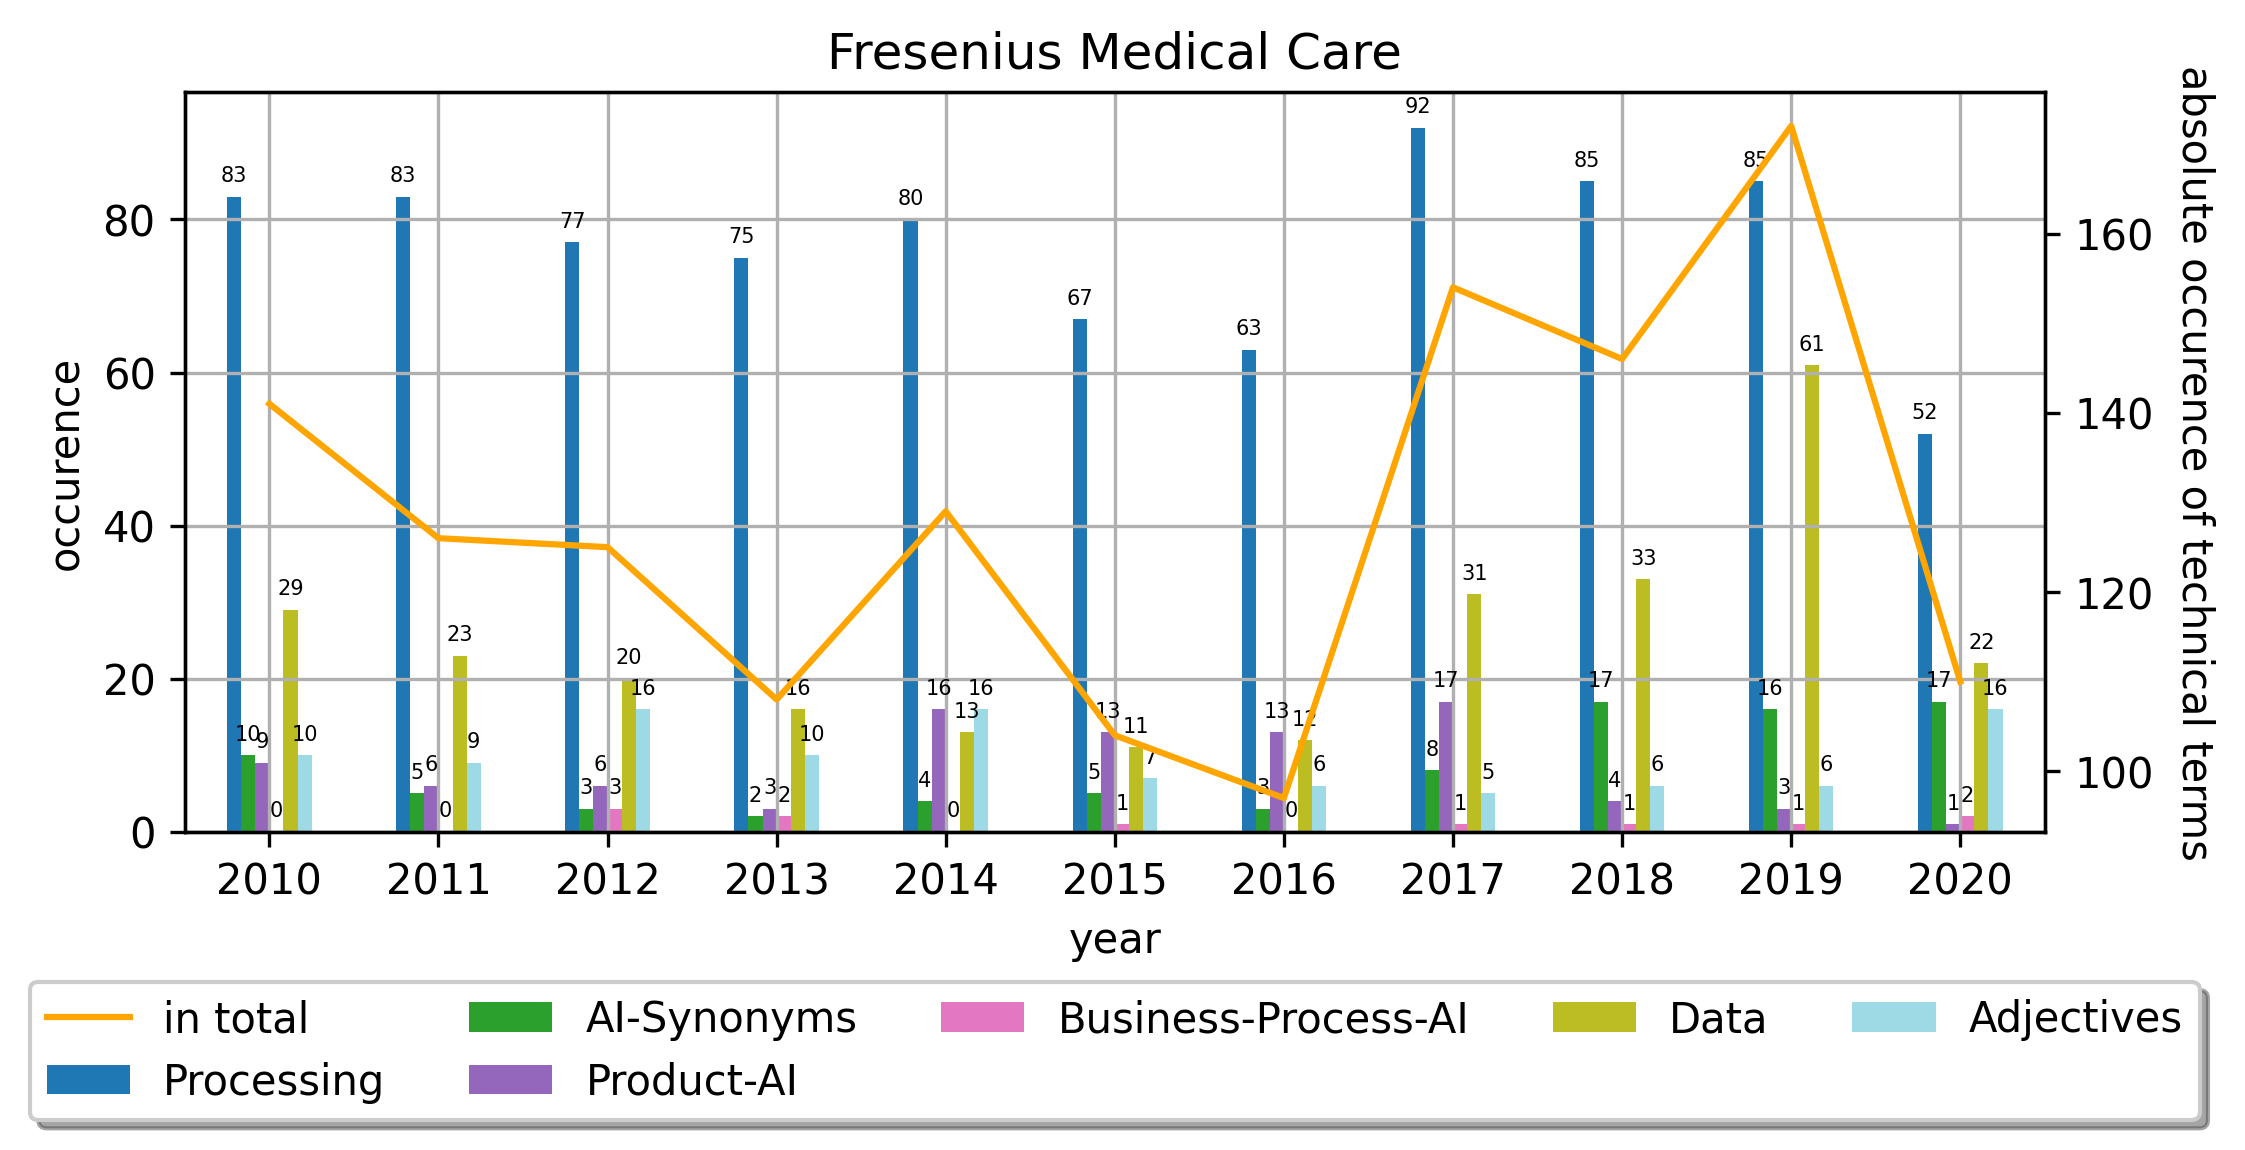 Fresenius Medical Care
occurence
absolute occurence of technical terms
80
60
40
20
0
160
140
120
100
83 10 9 0 29 10
83 5 6 0 23 9
77 3 6 3 20 16
75 2 3 2 16 10
80 4 16 0 13 16
67 5 13 1 11 7
63 3 13 0 12 6
92 8 17 1 31 5
85 17 4 1 33 6
85 16 3 1 61 6
52 17 1 2 22 16
2010 2011 2012 2013 2014 2015 2016 2017 2018 2019 2020
year
in total AI-Synonyms Business-Process-AI Data Adjectives
Processing Product-AI